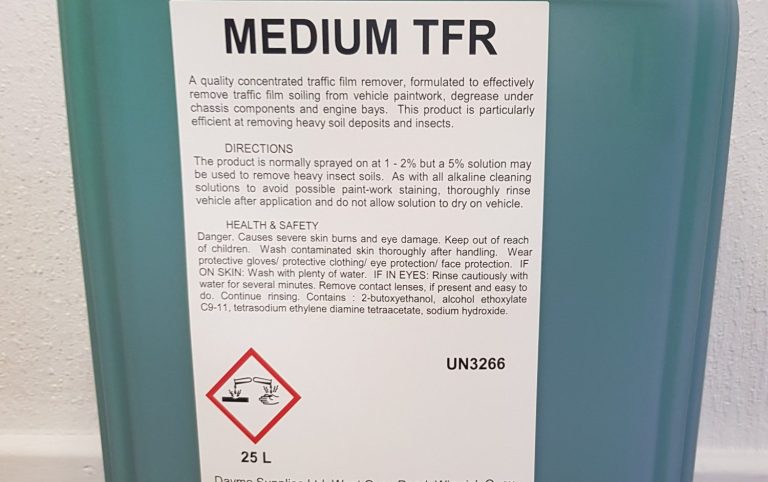 MEDIUM TFR
A quality concentrated traffic film remover, formulated to effectively
remove traffic film soiling from vehicle paintwork, degrease under
chassis components and engine bays. This product is particularly
efficient at removing heavy soil deposits and insects.
DIRECTIONS
The product is normally sprayed on at 1 - 2% but a 5% solution may
be used to remove heavy insect soils. As with all alkaline cleaning
solutions to avoid possible paint-work staining, thoroughly rinse
vehicle after application and do not allow solution to dry on vehicle.
HEALTH & SAFETY
Danger. Causes severe skin burns and eye damage. Keep out of reach
of children. Wash contaminated skin thoroughly after handling. Wear
protective gloves/ protective clothing/ eye protection/ face protection. IF
ON SKIN: Wash with plenty of water. IF IN EYES: Rinse cautiously with
water for several minutes. Remove contact lenses, if present and easy to
do. Continue rinsing. Contains : 2-butoxyethanol, alcohol ethoxylate
C9-11, tetrasodium ethylene diamine tetraacetate, sodium hydroxide.
UN3266
25 L